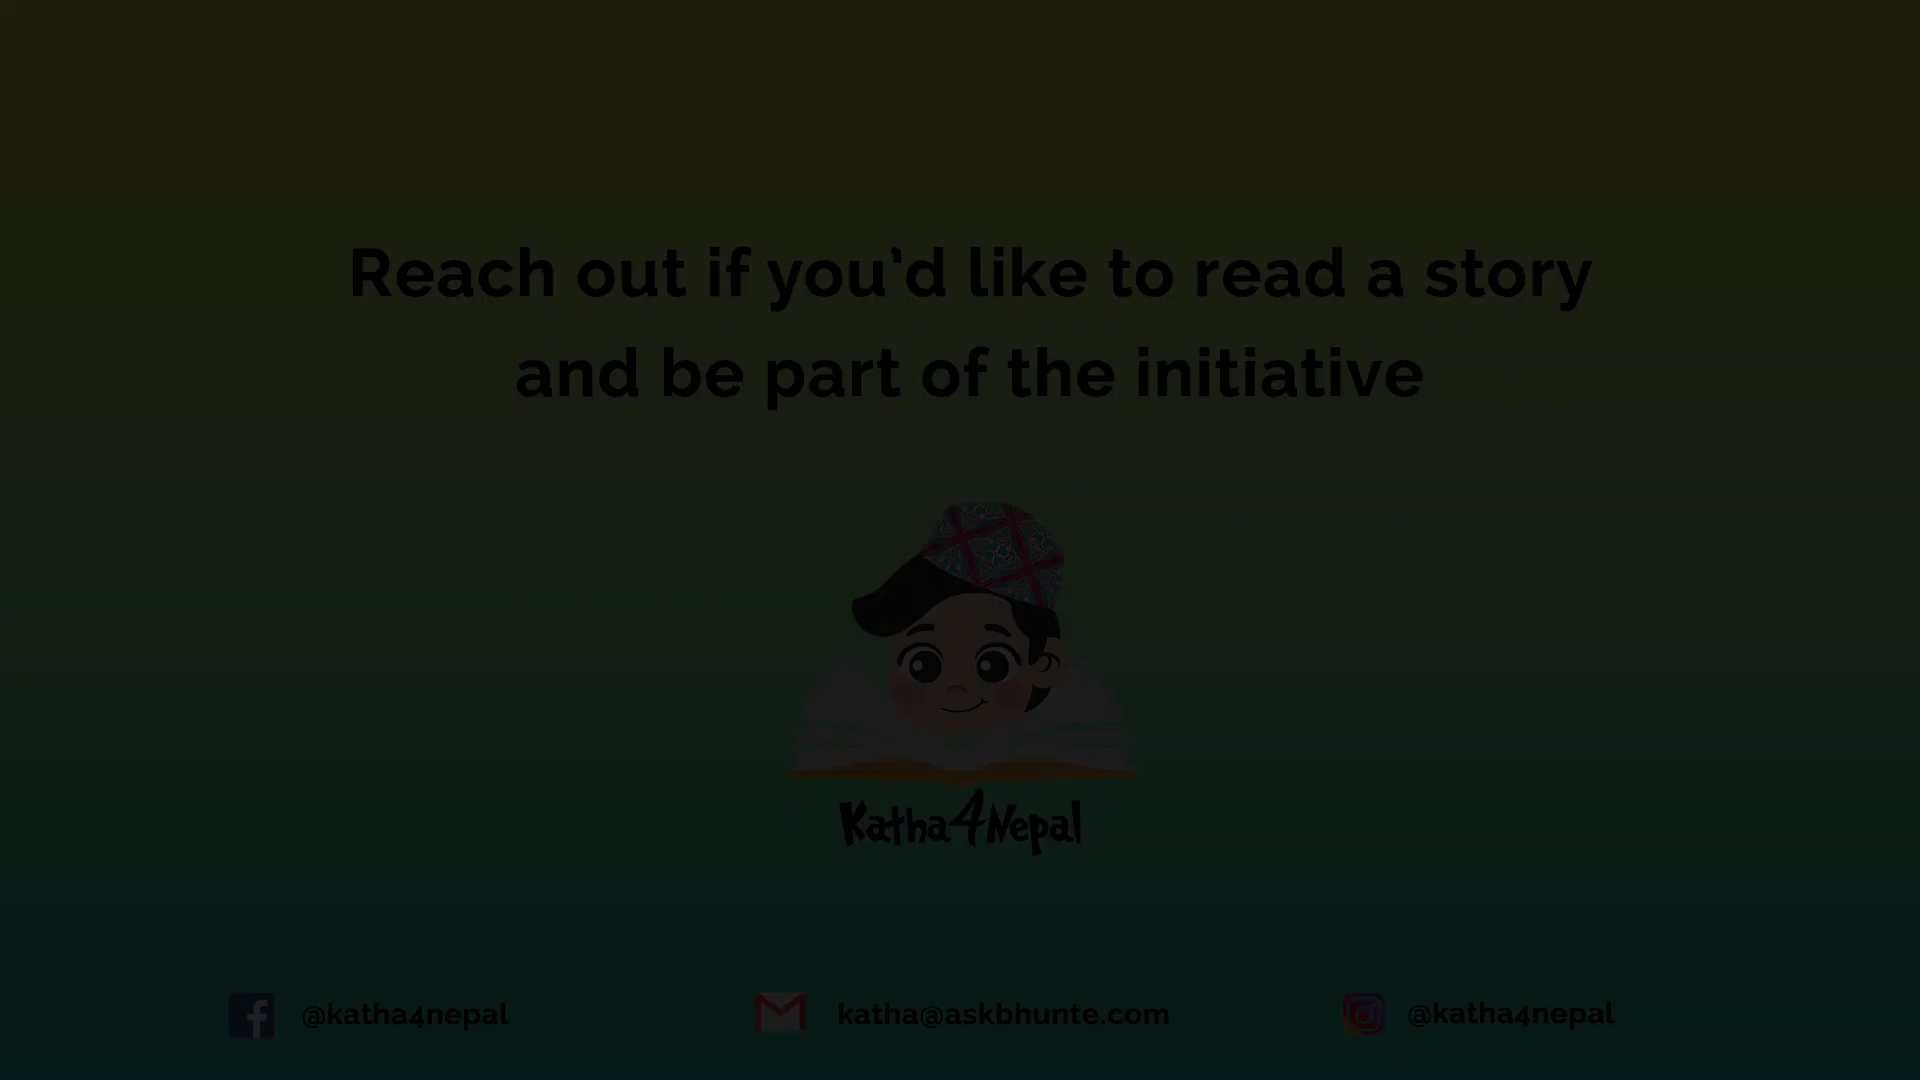 Reach out if you’d like to read a story
and be part of the initiative
Katha4Nepal
@katha4nepal
katha@askbhunte.com
@katha4nepal